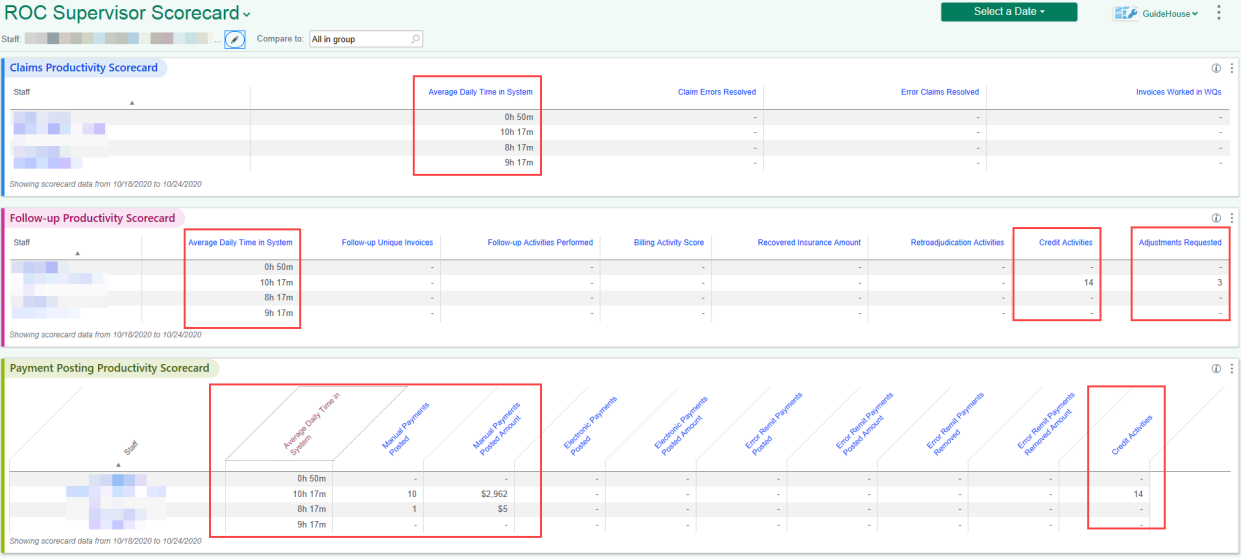 ROC Supervisor Scorecard
Select a Date
GuideHouse
Staff: ... Compare to: All in group
Claims Productivity Scorecard
Staff Average Daily Time in System Claim Errors Resolved Error Claims Resolved Invoices Worked in WQs
0h 50m - - -
10h 17m - - -
8h 17m - - -
9h 17m - - -
Showing scorecard data from 10/18/2020 to 10/24/2020
Follow-up Productivity Scorecard
Staff Average Daily Time in System Follow-up Unique Invoices Follow-up Activities Performed Billing Activity Score Recovered Insurance Amount Retroadjudication Activities Credit Activities Adjustments Requested
0h 50m - - - - - - -
10h 17m - - - - - 14 3
8h 17m - - - - - - -
9h 17m - - - - - - -
Showing scorecard data from 10/18/2020 to 10/24/2020
Payment Posting Productivity Scorecard
Staff
Average Daily Time in
System
Manual Payments
Posted
Manual Payments
Posted Amount
Electronic Payments
Posted
Electronic Payments
Posted Amount
Error Remit Payments
Posted
Error Remit Payments
Posted Amount
Error Remit Payments
Removed
Error Remit Payments
Removed Amount
Credit Activities
0h 50m - - - - - - - - -
10h 17m 10 $2,962 - - - - - - 14
8h 17m 1 $5 - - - - - - -
9h 17m - - - - - - - - -
Showing scorecard data from 10/18/2020 to 10/24/2020